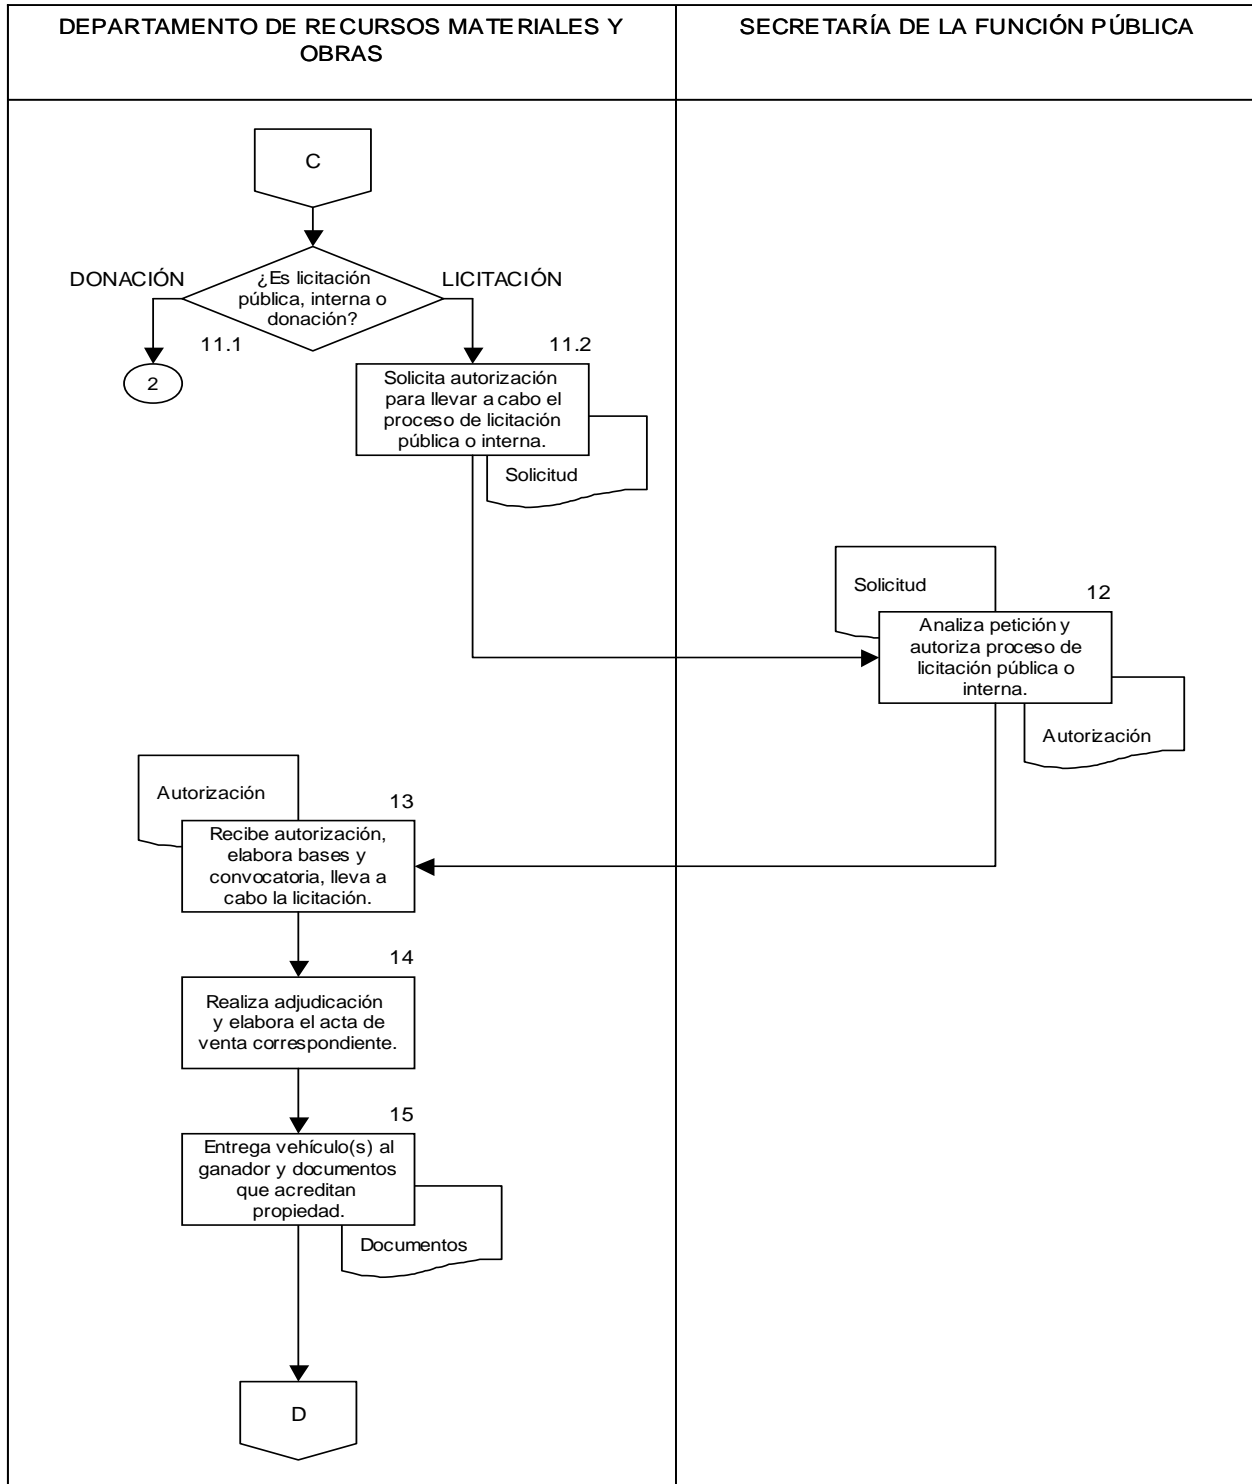 DEPARTAMENTO DE RECURSOS MATERIALES Y
OBRAS
SECRETARÍA DE LA FUNCIÓN PÚBLICA
C
DONACIÓN
¿Es licitación
pública, interna o
donación?
LICITACIÓN
11.1
2
11.2
Solicita autorización
para llevar a cabo el
proceso de licitación
pública o interna.
Solicitud
Solicitud
12
Analiza petición y
autoriza proceso de
licitación pública o
interna.
Autorización
Autorización
13
Recibe autorización,
elabora bases y
convocatoria, lleva a
cabo la licitación.
14
Realiza adjudicación
y elabora el acta de
venta correspondiente.
15
Entrega vehículo(s) al
ganador y documentos
que acreditan
propiedad.
Documentos
D